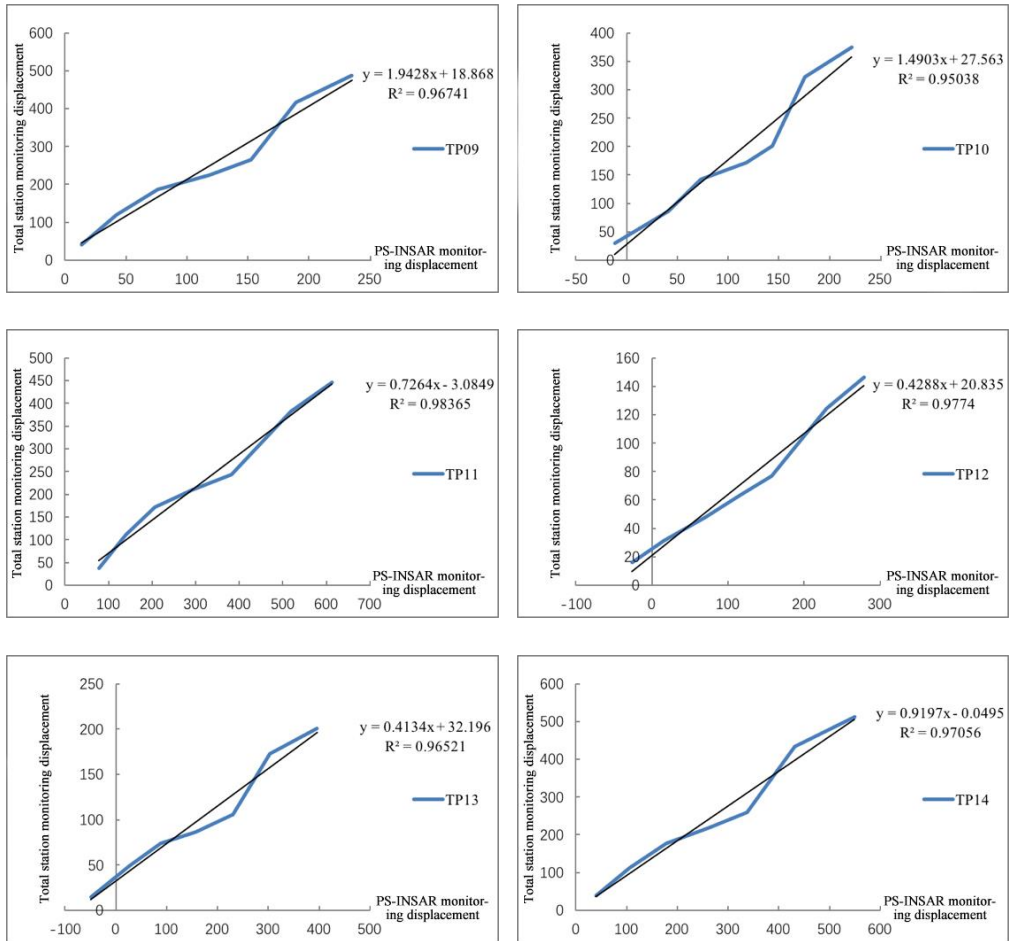 Total station monitoring displacement
600
500
400
300
200
100
0
0 50 100 150 200 250
y = 1.9428x + 18.868
R² = 0.96741
TP09
PS-INSAR monitor-
ing displacement
Total station monitoring displacement
400
350
300
250
200
150
100
50
0
-50 0 50 100 150 200 250
y = 1.4903x + 27.563
R² = 0.95038
TP10
PS-INSAR monitor-
ing displacement
Total station monitoring displacement
500
450
400
350
300
250
200
150
100
50
0
0 100 200 300 400 500 600 700
y = 0.7264x - 3.0849
R² = 0.98365
TP11
PS-INSAR monitor-
ing displacement
Total station monitoring displacement
160
140
120
100
80
60
40
20
0
-100 0 100 200 300
y = 0.4288x + 20.835
R² = 0.9774
TP12
PS-INSAR monitor-
ing displacement
Total station monitoring displacement
250
200
150
100
50
0
-100 0 100 200 300 400 500
y = 0.4134x + 32.196
R² = 0.96521
TP13
PS-INSAR monitor-
ing displacement
Total station monitoring displacement
600
500
400
300
200
100
0
0 100 200 300 400 500 600
y = 0.9197x - 0.0495
R² = 0.97056
TP14
PS-INSAR monitor-
ing displacement